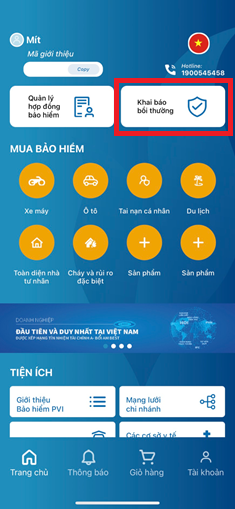 Mít
Mã giới thiệu
Copy
Hotline:
1900545458
Quản lý
hợp đồng
bảo hiểm
Khai báo
bồi thường
MUA BẢO HIỂM
Xe máy
Ô tô
Tai nạn cá nhân
Du lịch
Toàn diện nhà
tư nhân
Cháy và rủi ro
đặc biệt
Sản phẩm
Sản phẩm
DOANH NGHIỆP
ĐẦU TIÊN VÀ DUY NHẤT TẠI VIỆT NAM
ĐƯỢC XẾP HẠNG TÍN NHIỆM TÀI CHÍNH A- BỞI AM BEST
TIỆN ÍCH
Giới thiệu
Bảo hiểm PVI
Mạng lưới
chi nhánh
Các cơ sở y tế
Trang chủ
Thông báo
Giỏ hàng
Tài khoản